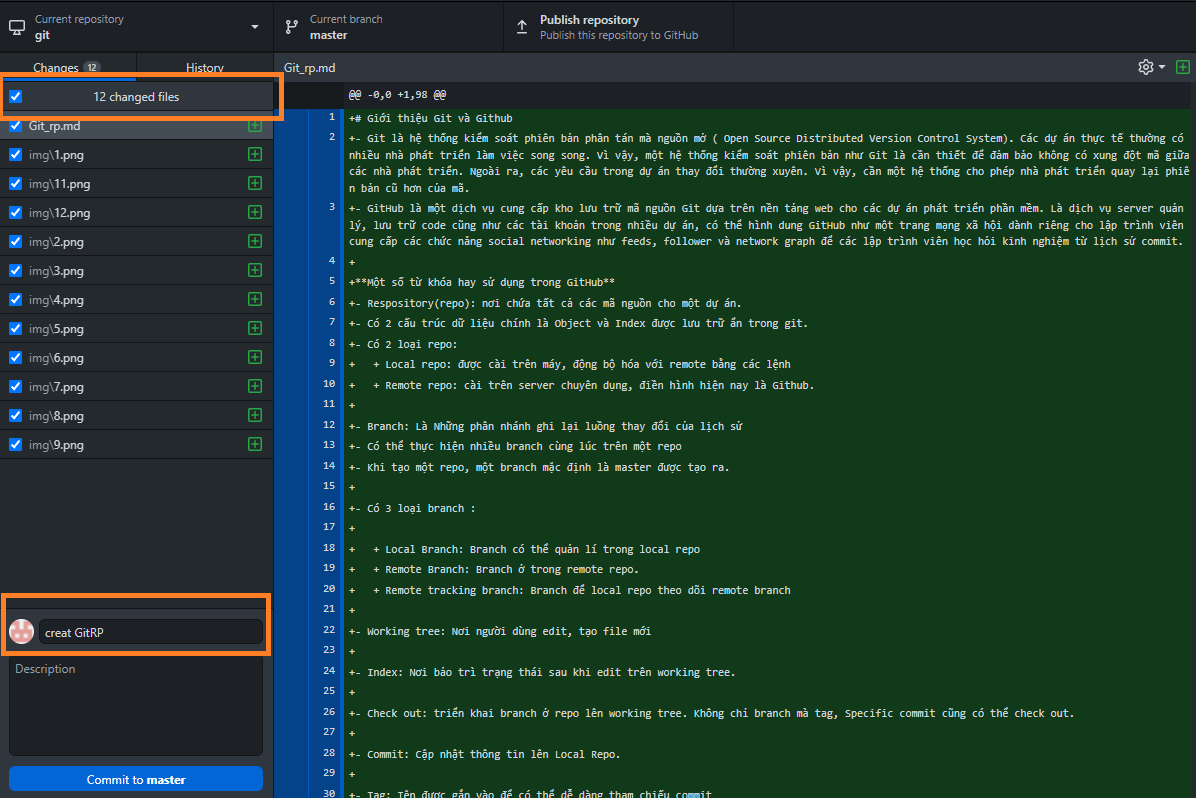 Current repository
git
Current branch
master
Publish repository
Publish this repository to GitHub
Changes 12
History
Git_rp.md
12 changed files
Git_rp.md
img\1.png
img\11.png
img\12.png
img\2.png
img\3.png
img\4.png
img\5.png
img\6.png
img\7.png
img\8.png
img\9.png
creat GitRP
Description
Commit to master
@@ -0,0 +1,98 @@
1 +# Giới thiệu Git và Github
2 +- Git là hệ thống kiểm soát phiên bản phân tán mà nguồn mở ( Open Source Distributed Version Control System). Các dự án thực tế thường có
nhiều nhà phát triển làm việc song song. Vì vậy, một hệ thống kiểm soát phiên bản như Git là cần thiết để đảm bảo không có xung đột mã giữa
các nhà phát triển. Ngoài ra, các yêu cầu trong dự án thay đổi thường xuyên. Vì vậy, cần một hệ thống cho phép nhà phát triển quay lại phiê
n bản cũ hơn của mã.
3 +- GitHub là một dịch vụ cung cấp kho lưu trữ mã nguồn Git dựa trên nền tảng web cho các dự án phát triển phần mềm. Là dịch vụ server quản
lý, lưu trữ code cũng như các tài khoản trong nhiều dự án, có thể hình dung GitHub như một trang mạng xã hội dành riêng cho lập trình viên
cung cấp các chức năng social networking như feeds, follower và network graph để các lập trình viên học hỏi kinh nghiệm từ lịch sử commit.
4 +
5 +**Một số từ khóa hay sử dụng trong GitHub**
6 +- Respository(repo): nơi chứa tất cả các mã nguồn cho một dự án.
7 +- Có 2 cấu trúc dữ liệu chính là Object và Index được lưu trữ ẩn trong git.
8 +- Có 2 loại repo:
9 +   + Local repo: được cài trên máy, động bộ hóa với remote bằng các lệnh
10 +   + Remote repo: cài trên server chuyên dụng, điền hình hiện nay là Github.
11 +
12 +- Branch: Là Những phân nhánh ghi lại luồng thay đổi của lịch sử
13 +- Có thể thực hiện nhiều branch cùng lúc trên một repo
14 +- Khi tạo một repo, một branch mặc định là master được tạo ra.
15 +
16 +- Có 3 loại branch :
17 +
18 +   + Local Branch: Branch có thể quản lí trong local repo
19 +   + Remote Branch: Branch ở trong remote repo.
20 +   + Remote tracking branch: Branch để local repo theo dõi remote branch
21 +
22 +- Working tree: Nơi người dùng edit, tạo file mới
23 +
24 +- Index: Nơi bảo trì trạng thái sau khi edit trên working tree.
25 +
26 +- Check out: triển khai branch ở repo lên working tree. Không chỉ branch mà tag, Specific commit cũng có thể check out.
27 +
28 +- Commit: Cập nhật thông tin lên Local Repo.
29 +
30 +- Tag: Tên được gắn vào để có thể dễ dàng tham chiếu commit